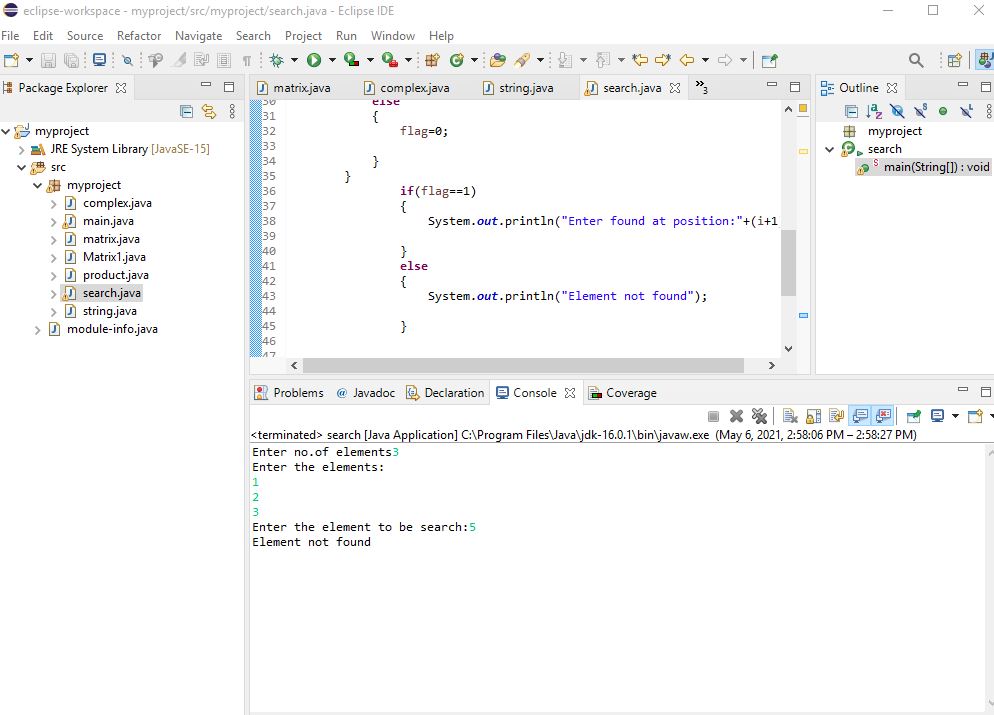 eclipse-workspace - myproject/src/myproject/search.java - Eclipse IDE
File Edit Source Refactor Navigate Search Project Run Window Help
Package Explorer
myproject
JRE System Library [JavaSE-15]
src
myproject
complex.java
main.java
matrix.java
Matrix1.java
product.java
search.java
string.java
module-info.java
matrix.java complex.java string.java search.java »3
30 else
31 {
32 flag=0;
33
34 }
35 }
36 if(flag==1)
37 {
38 System.out.println("Enter found at position:"+(i+1
39
40 }
41 else
42 {
43 System.out.println("Element not found");
44
45 }
46
47
Outline
myproject
search
main(String[]) : void
Problems @ Javadoc Declaration Console Coverage
<terminated> search [Java Application] C:\Program Files\Java\jdk-16.0.1\bin\javaw.exe (May 6, 2021, 2:58:06 PM – 2:58:27 PM)
Enter no.of elements3
Enter the elements:
1
2
3
Enter the element to be search:5
Element not found